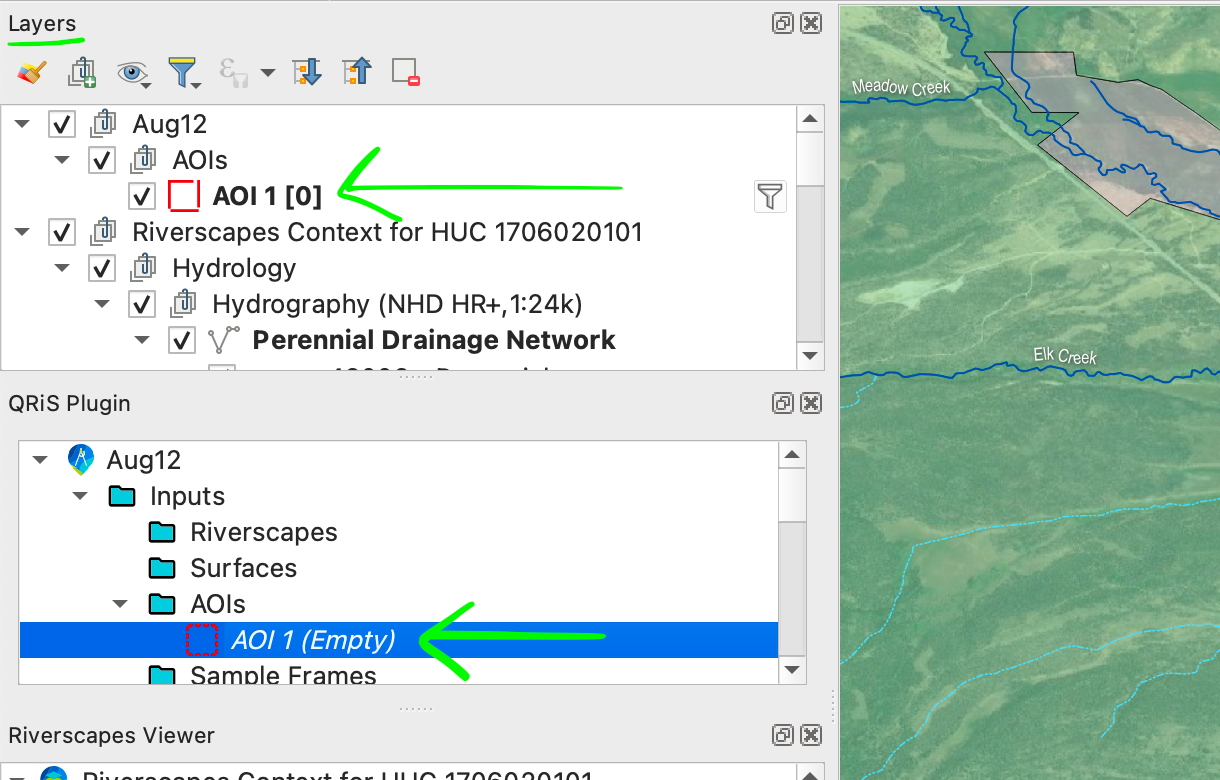 Layers
Aug12
AOIs
AOI 1 [0]
Riverscapes Context for HUC 1706020101
Hydrology
Hydrography (NHD HR+,1:24k)
Perennial Drainage Network
QRiS Plugin
Aug12
Inputs
Riverscapes
Surfaces
AOIs
AOI 1 (Empty)
Sample Frames
Riverscapes Viewer
Riverscapes Context for HUC 1706020101
Meadow Creek
Elk Creek